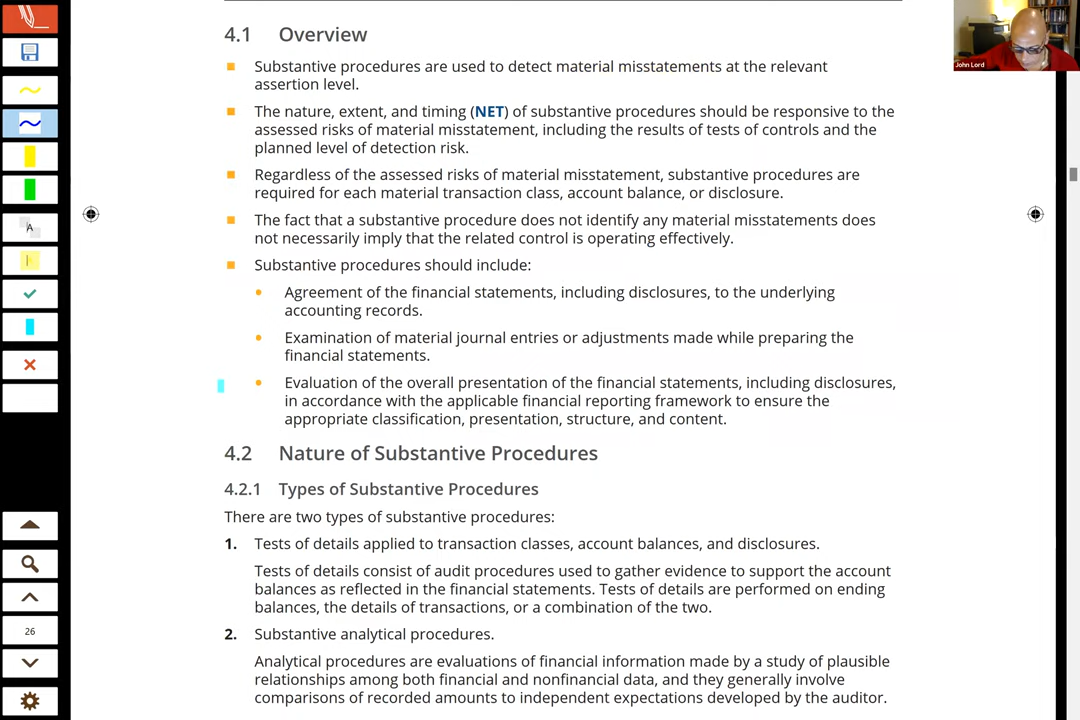 4.1 Overview
John Lord
■ Substantive procedures are used to detect material misstatements at the relevant
assertion level.
■ The nature, extent, and timing (NET) of substantive procedures should be responsive to the
assessed risks of material misstatement, including the results of tests of controls and the
planned level of detection risk.
■ Regardless of the assessed risks of material misstatement, substantive procedures are
required for each material transaction class, account balance, or disclosure.
■ The fact that a substantive procedure does not identify any material misstatements does
not necessarily imply that the related control is operating effectively.
■ Substantive procedures should include:
• Agreement of the financial statements, including disclosures, to the underlying
accounting records.
• Examination of material journal entries or adjustments made while preparing the
financial statements.
• Evaluation of the overall presentation of the financial statements, including disclosures,
in accordance with the applicable financial reporting framework to ensure the
appropriate classification, presentation, structure, and content.
4.2 Nature of Substantive Procedures
4.2.1 Types of Substantive Procedures
There are two types of substantive procedures:
1. Tests of details applied to transaction classes, account balances, and disclosures.
Tests of details consist of audit procedures used to gather evidence to support the account
balances as reflected in the financial statements. Tests of details are performed on ending
balances, the details of transactions, or a combination of the two.
2. Substantive analytical procedures.
Analytical procedures are evaluations of financial information made by a study of plausible
relationships among both financial and nonfinancial data, and they generally involve
comparisons of recorded amounts to independent expectations developed by the auditor.
A
26